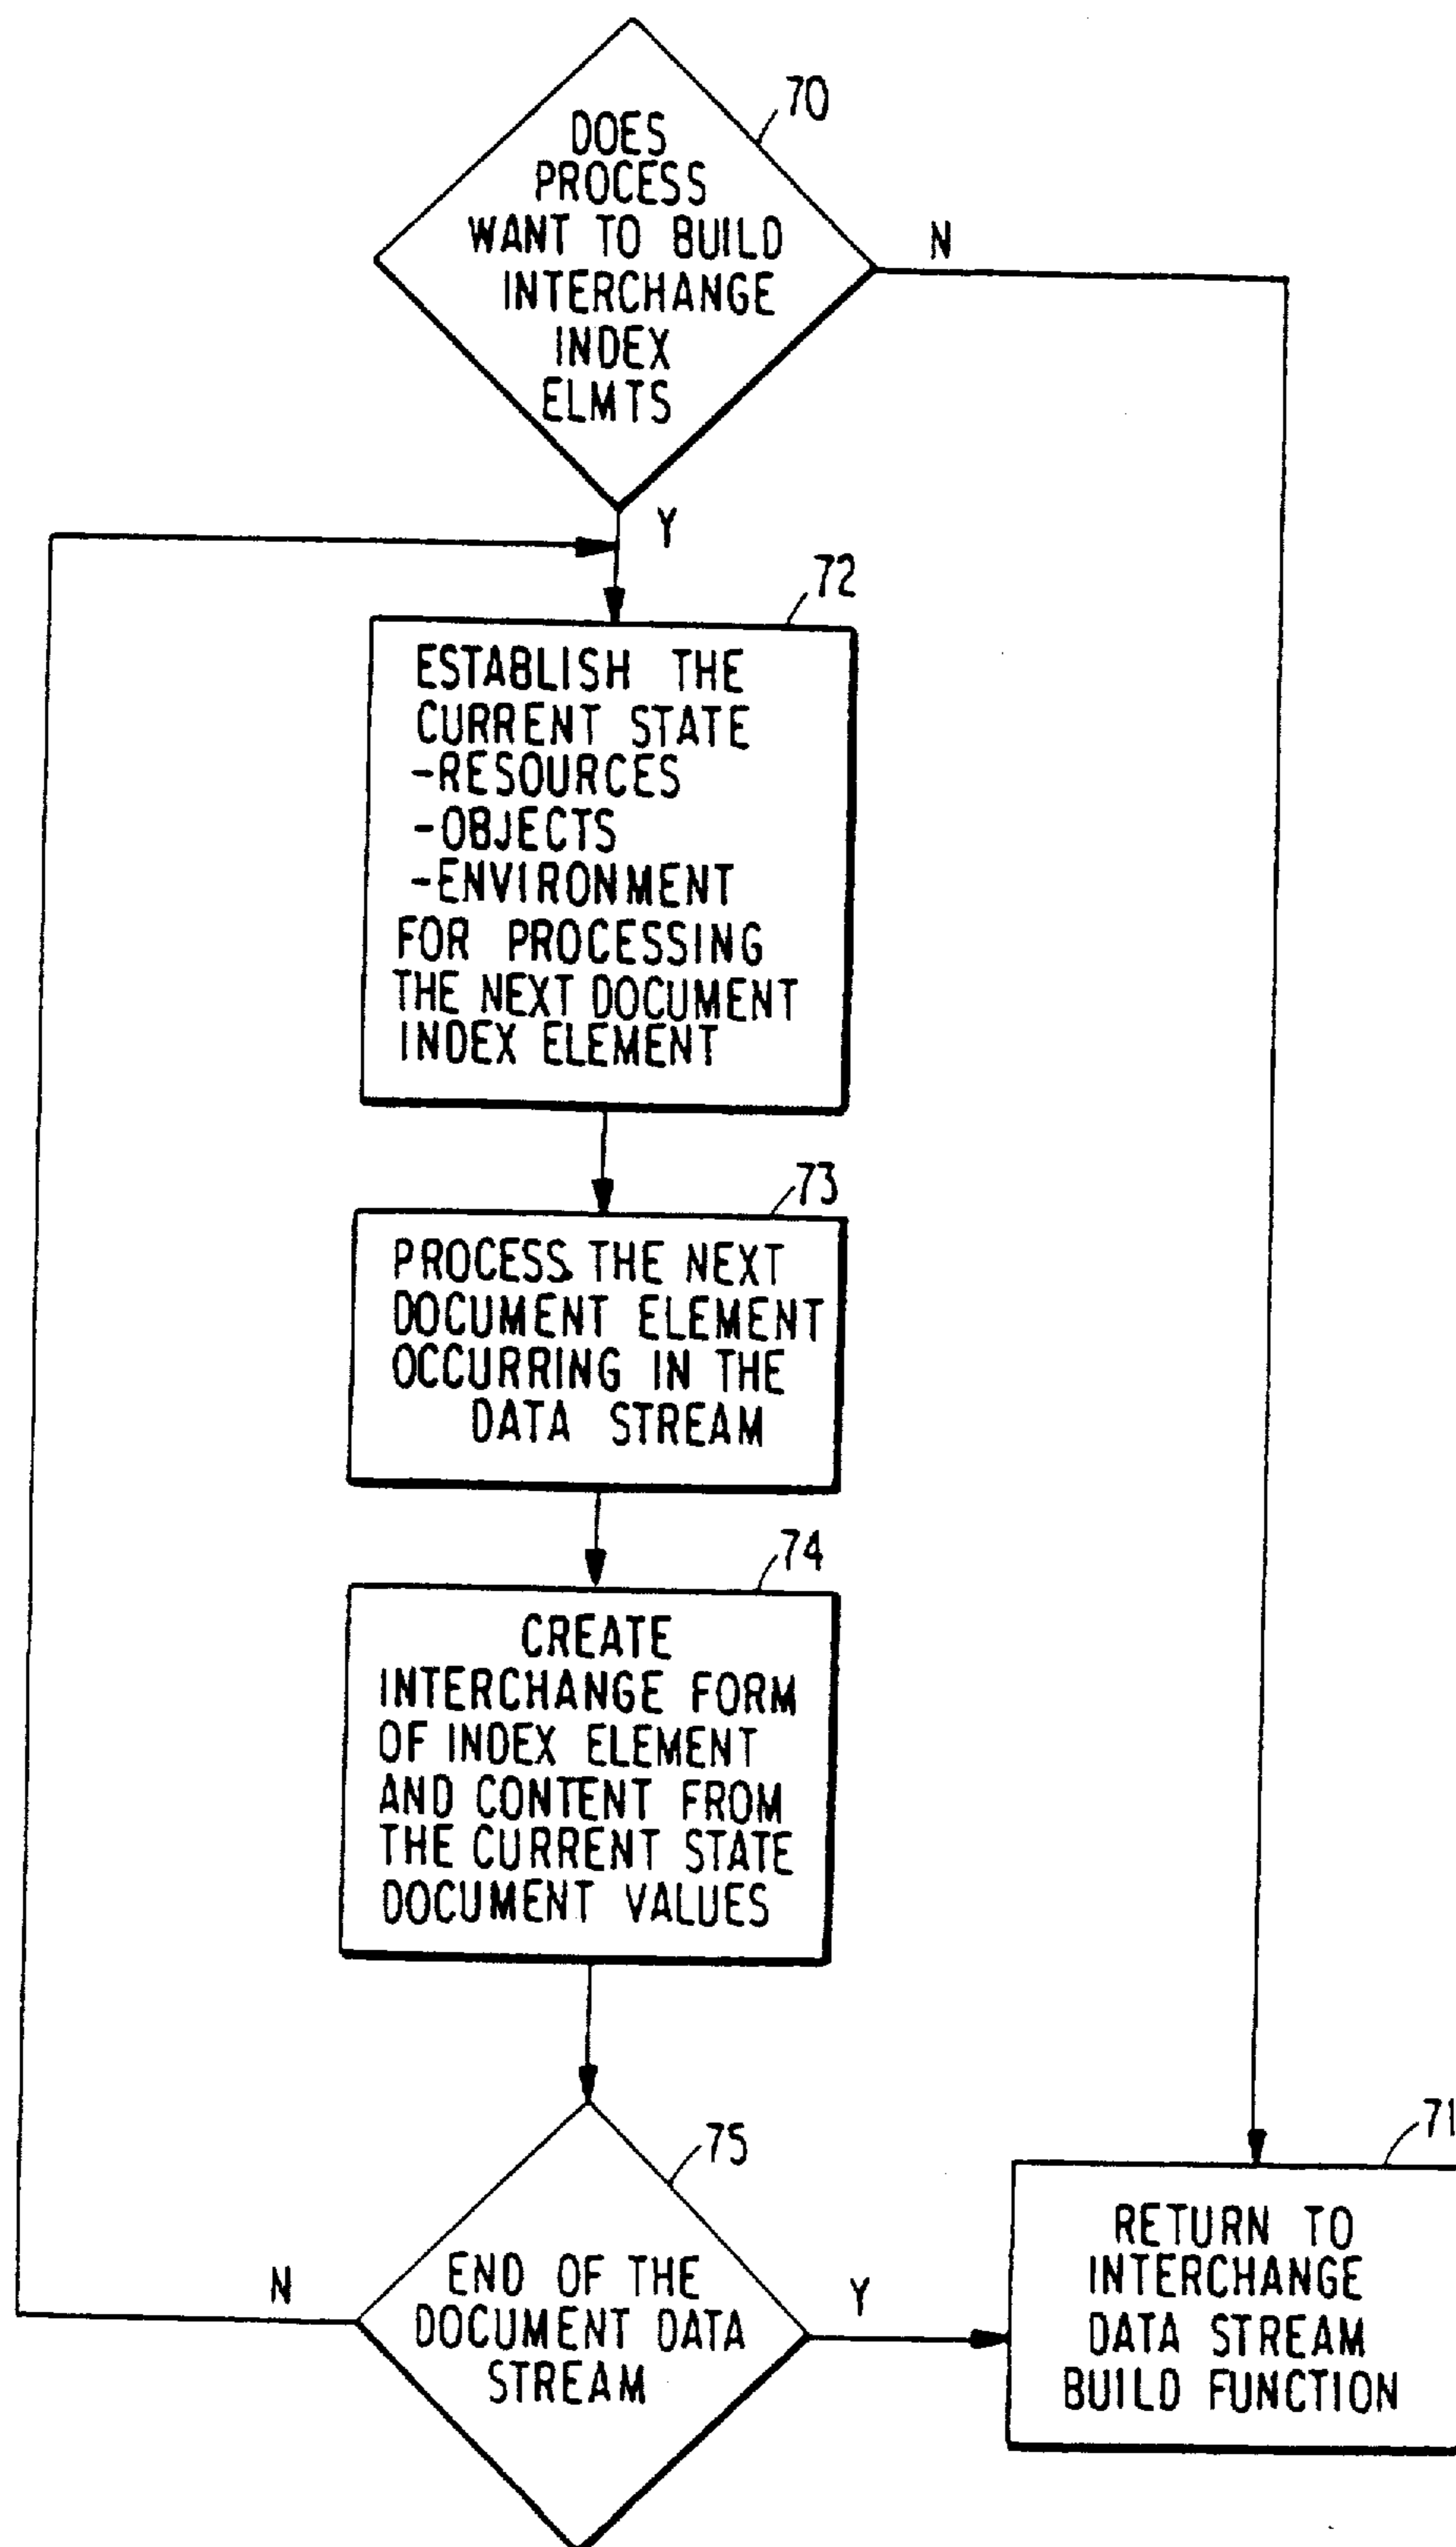 70
DOES
PROCESS
WANT TO BUILD
INTERCHANGE
INDEX
ELMTS
N
Y
72
ESTABLISH THE
CURRENT STATE
-RESOURCES
-OBJECTS
-ENVIRONMENT
FOR PROCESSING
THE NEXT DOCUMENT
INDEX ELEMENT
73
PROCESS THE NEXT
DOCUMENT ELEMENT
OCCURRING IN THE
DATA STREAM
74
CREATE
INTERCHANGE FORM
OF INDEX ELEMENT
AND CONTENT FROM
THE CURRENT STATE
DOCUMENT VALUES
75
END OF THE
DOCUMENT DATA
STREAM
N
Y
71
RETURN TO
INTERCHANGE
DATA STREAM
BUILD FUNCTION